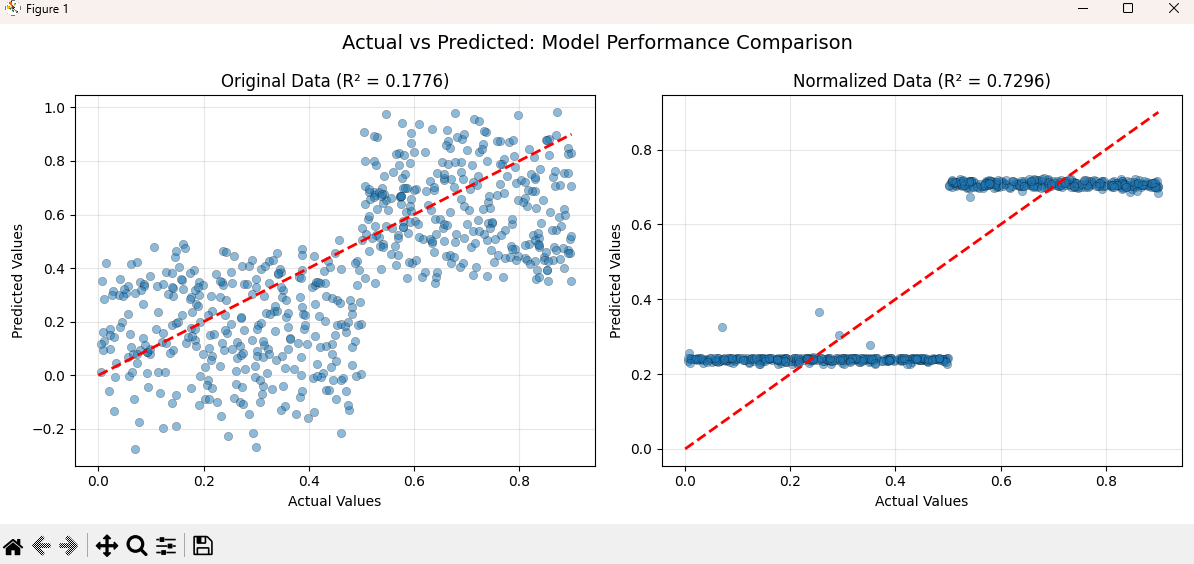 Figure 1
Actual vs Predicted: Model Performance Comparison
Original Data (R² = 0.1776)
1.0
0.8
0.6
0.4
0.2
0.0
−0.2
Predicted Values
0.0 0.2 0.4 0.6 0.8
Actual Values
Normalized Data (R² = 0.7296)
0.8
0.6
0.4
0.2
0.0
Predicted Values
0.0 0.2 0.4 0.6 0.8
Actual Values